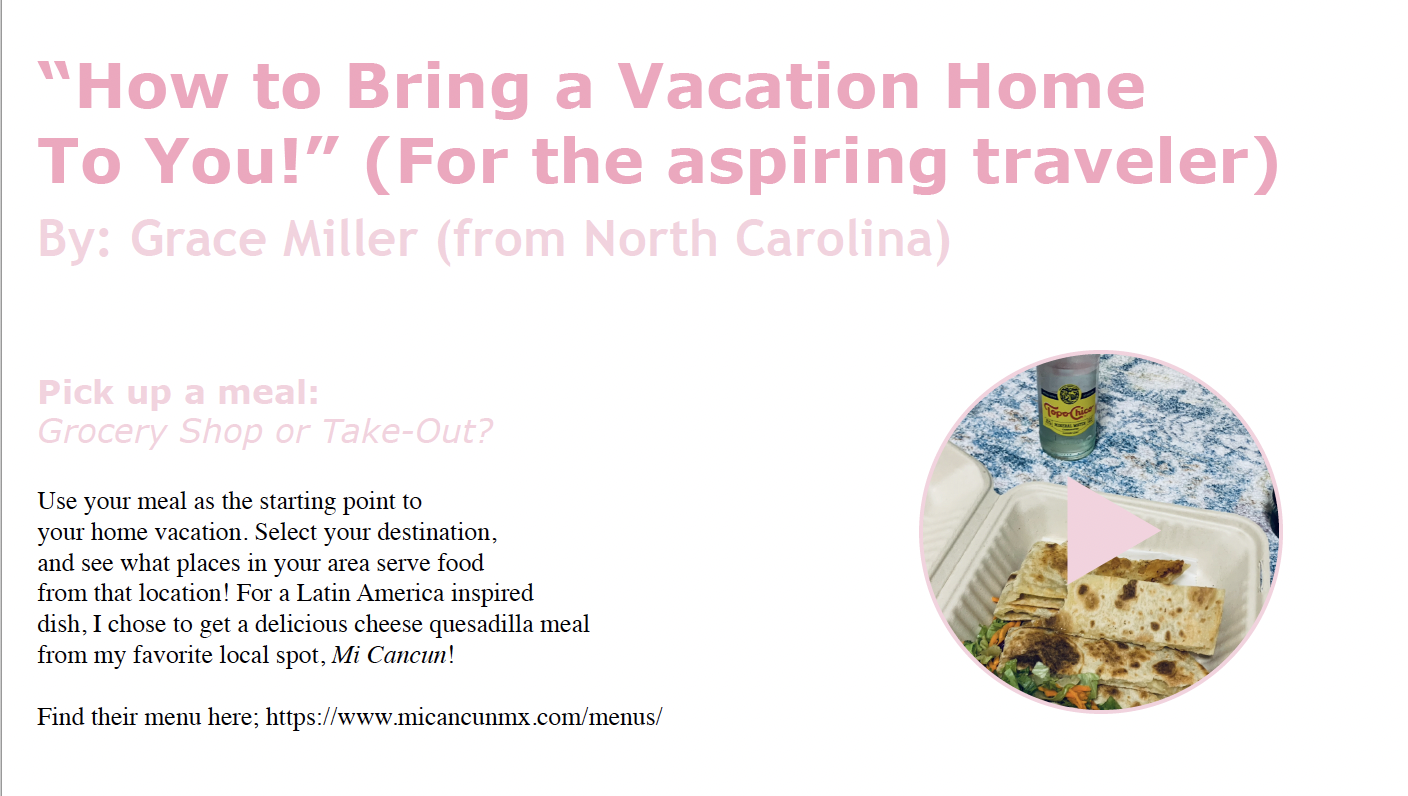 “How to Bring a Vacation Home
To You!” (For the aspiring traveler)
By: Grace Miller (from North Carolina)
Pick up a meal:
Grocery Shop or Take-Out?
Use your meal as the starting point to
your home vacation. Select your destination,
and see what places in your area serve food
from that location! For a Latin America inspired
dish, I chose to get a delicious cheese quesadilla meal
from my favorite local spot, Mi Cancun!
Find their menu here; https://www.micancunmx.com/menus/
Topo Chico
MINERAL WATER